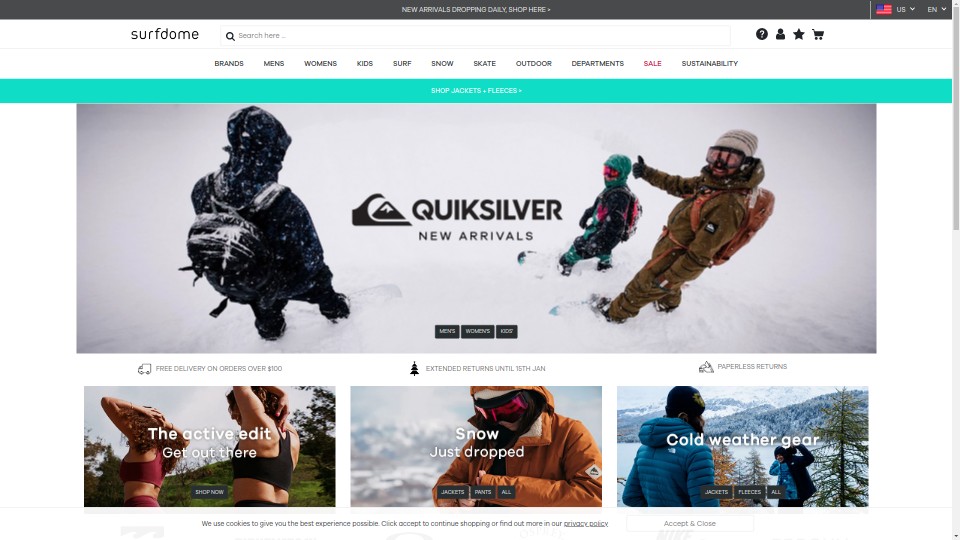 NEW ARRIVALS DROPPING DAILY, SHOP HERE »
US
EN
surfdome
Search here ...
BRANDS
MENS
WOMENS
KIDS
SURF
SNOW
SKATE
OUTDOOR
DEPARTMENTS
SALE
SUSTAINABILITY
SHOP JACKETS + FLEECES >
QUIKSILVER
NEW ARRIVALS
MEN'S
WOMEN'S
KIDS'
FREE DELIVERY ON ORDERS OVER $100
EXTENDED RETURNS UNTIL 15TH JAN
PAPERLESS RETURNS
The active edit
Get out there
SHOP NOW
Snow
Just dropped
JACKETS
PANTS
ALL
Cold weather gear
JACKETS
FLEECES
ALL
We use cookies to give you the best experience possible. Click accept to continue shopping or find out more in our privacy policy
Accept & Close